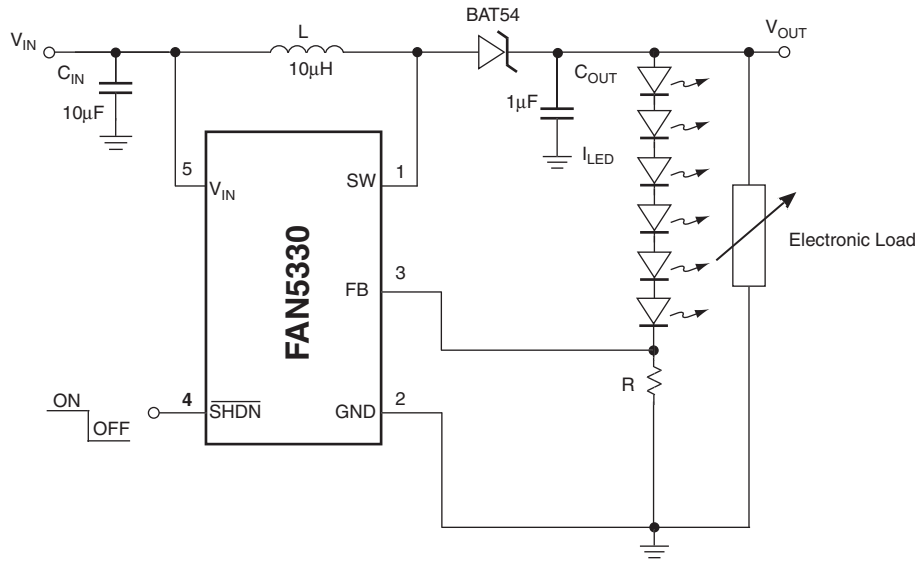 BAT54
V_IN
L
V_OUT
C_IN
10μH
C_OUT
10μF
1μF
I_LED
5
1
V_IN
SW
FAN5330
Electronic Load
3
FB
R
ON
4
SHDN
GND
2
OFF